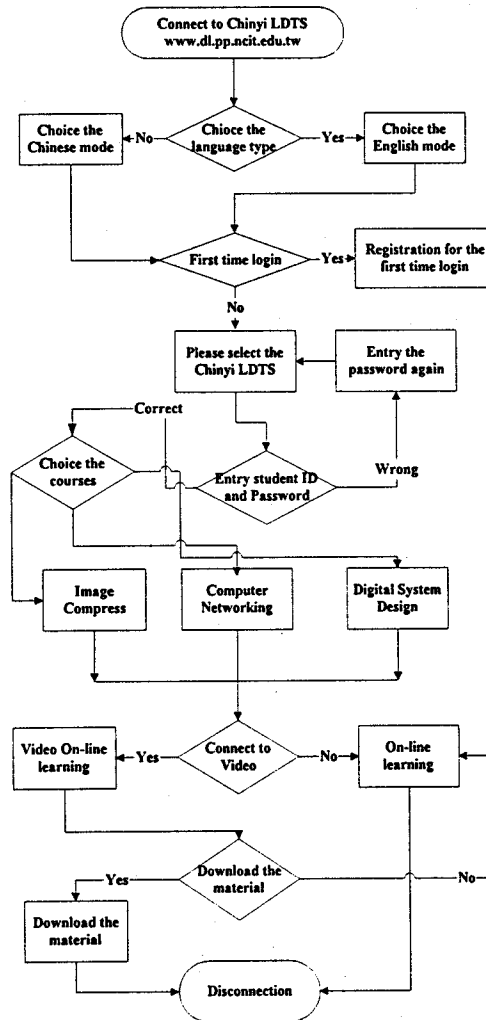 Connect to Chinyi LDTS
www.dl.pp.ncit.edu.tw
Choice the
Chinese mode
No
Chioce the
language type
Yes
Choice the
English mode
First time login
Yes
Registration for the
first time login
No
Please select the
Chinyi LDTS
Entry the
password again
Correct
Choice the
courses
Entry student ID
and Password
Wrong
Image
Compress
Computer
Networking
Digital System
Design
Video On-line
learning
Yes
Connect to
Video
No
On-line
learning
Yes
Download the
material
No
Download the
material
Disconnection